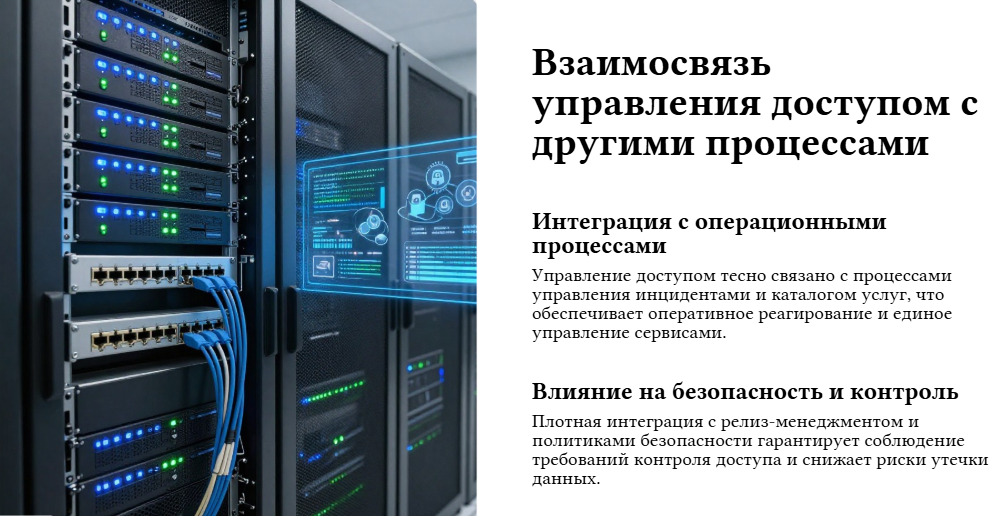 Взаимосвязь
управления доступом с
другими процессами
Интеграция с операционными
процессами
Управление доступом тесно связано с процессами
управления инцидентами и каталогом услуг, что
обеспечивает оперативное реагирование и единое
управление сервисами.
Влияние на безопасность и контроль
Плотная интеграция с релиз-менеджментом и
политиками безопасности гарантирует соблюдение
требований контроля доступа и снижает риски утечки
данных.